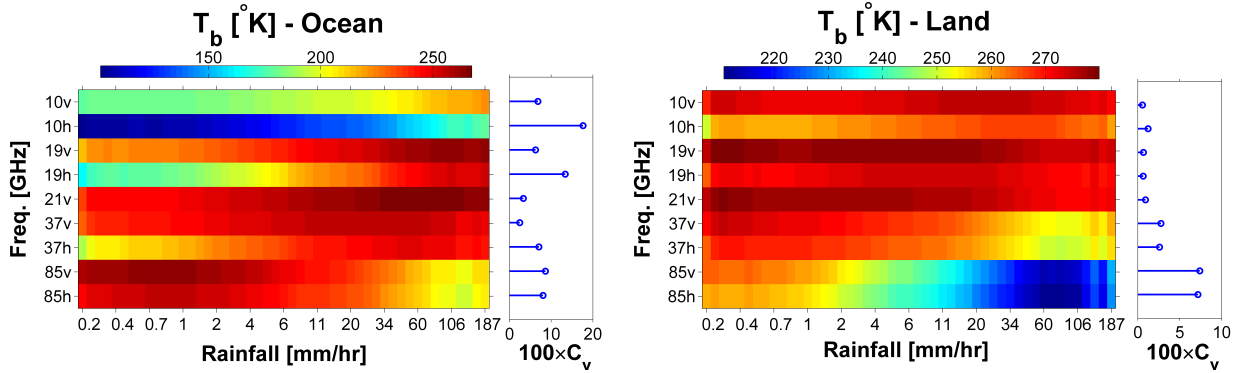 T_b [°K] - Ocean
150 200 250
10v
10h
19v
19h
21v
37v
37h
85v
85h
Freq. [GHz]
0.2 0.4 0.7 1 2 4 6 11 20 34 60 106 187
Rainfall [mm/hr]
0 10 20
100×C_v
T_b [°K] - Land
220 230 240 250 260 270
10v
10h
19v
19h
21v
37v
37h
85v
85h
Freq. [GHz]
0.2 0.4 0.7 1 2 4 6 11 20 34 60 106 187
Rainfall [mm/hr]
0 5 10
100×C_v